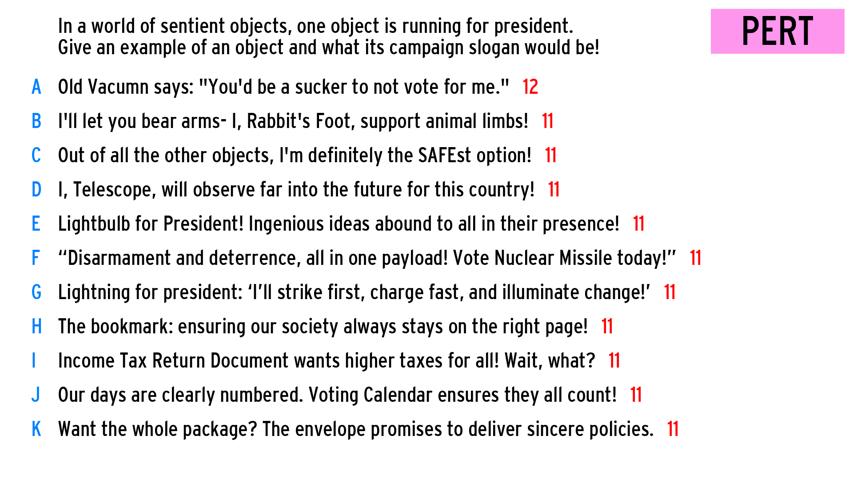 In a world of sentient objects, one object is running for president.
Give an example of an object and what its campaign slogan would be!
PERT
A Old Vacumn says: "You'd be a sucker to not vote for me." 12
B I'll let you bear arms- I, Rabbit's Foot, support animal limbs! 11
C Out of all the other objects, I'm definitely the SAFEst option! 11
D I, Telescope, will observe far into the future for this country! 11
E Lightbulb for President! Ingenious ideas abound to all in their presence! 11
F “Disarmament and deterrence, all in one payload! Vote Nuclear Missile today!” 11
G Lightning for president: ‘I’ll strike first, charge fast, and illuminate change!’ 11
H The bookmark: ensuring our society always stays on the right page! 11
I Income Tax Return Document wants higher taxes for all! Wait, what? 11
J Our days are clearly numbered. Voting Calendar ensures they all count! 11
K Want the whole package? The envelope promises to deliver sincere policies. 11